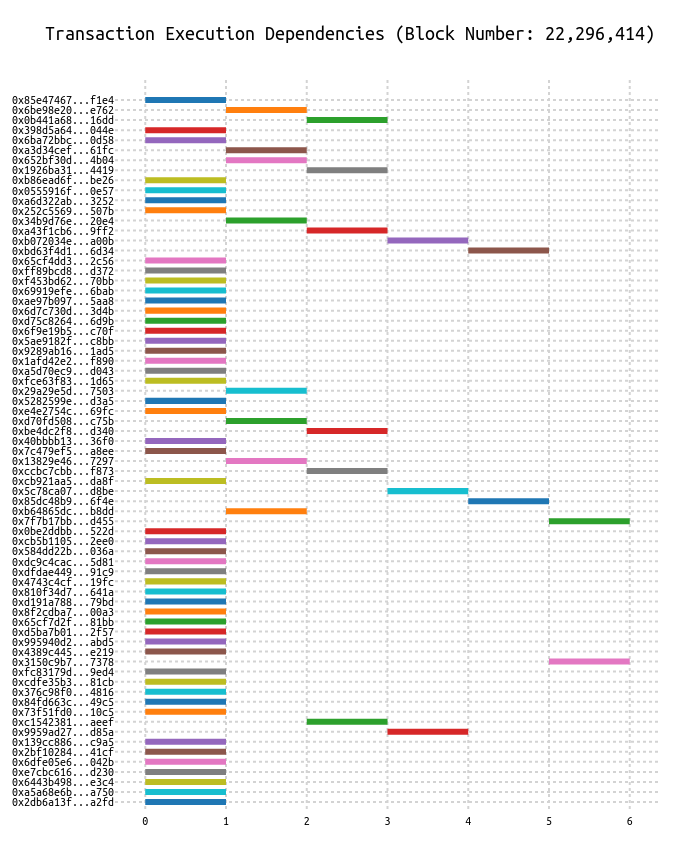 Transaction Execution Dependencies (Block Number: 22,296,414)
0x85e47467...f1e4
0x6be98e20...e762
0x0b441a68...16dd
0x398d5a64...044e
0x6ba72bbc...0d58
0xa3d34cef...61fc
0x652bf30d...4b04
0x1926ba31...4419
0xb86ead6f...be26
0x0555916f...0e57
0xa6d322ab...3252
0x252c5569...507b
0x34b9d76e...20e4
0xa43f1cb6...9ff2
0xb072034e...a00b
0xbd63f4d1...6d34
0x65cf4dd3...2c56
0xff89bcd8...d372
0xf453bd62...70bb
0x69919efe...6bab
0xae97b097...5aa8
0x6d7c730d...3d4b
0xd75c8264...6d9b
0x6f9e19b5...c70f
0x5ae9182f...c8bb
0x9289ab16...1ad5
0x1afd42e2...f890
0xa5d70ec9...d043
0xfce63f83...1d65
0x29a29e5d...7503
0x5282599e...d3a5
0xe4e2754c...69fc
0xd70fd508...c75b
0xbe4dc2f8...d340
0x40bbbb13...36f0
0x7c479ef5...a8ee
0x13829e46...7297
0xccbc7cbb...f873
0xcb921aa5...da8f
0x5c78ca07...d8be
0x85dc48b9...6f4e
0xb64865dc...b8dd
0x7f7b17bb...d455
0x0be2ddbb...522d
0xcb5b1105...2ee0
0x584dd22b...036a
0xdc9c4cac...5d81
0xdfdae449...91c9
0x4743c4cf...19fc
0x810f34d7...641a
0xd191a788...79bd
0x8f2cdba7...00a3
0x65cf7d2f...81bb
0xd5ba7b01...2f57
0x995940d2...abd5
0x4389c445...e219
0x3150c9b7...7378
0xfc83179d...9ed4
0xcdfe35b3...81cb
0x376c98f0...4816
0x84fd663c...49c5
0x73f51fd0...10c5
0xc1542381...aeef
0x9959ad27...d85a
0x139cc886...c9a5
0x2bf10284...41cf
0x6dfe05e6...042b
0xe7cbc616...d230
0x6443b498...e3c4
0xa5a68e6b...a750
0x2db6a13f...a2fd
0 1 2 3 4 5 6